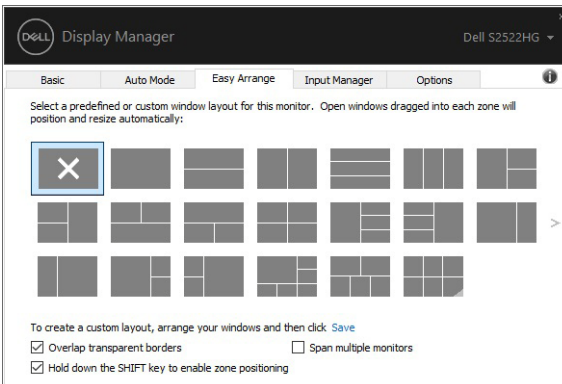 DELL Display Manager
Dell S2522HG
Basic
Auto Mode
Easy Arrange
Input Manager
Options
Select a predefined or custom window layout for this monitor. Open windows dragged into each zone will
position and resize automatically:
To create a custom layout, arrange your windows and then click Save
Overlap transparent borders
Span multiple monitors
Hold down the SHIFT key to enable zone positioning